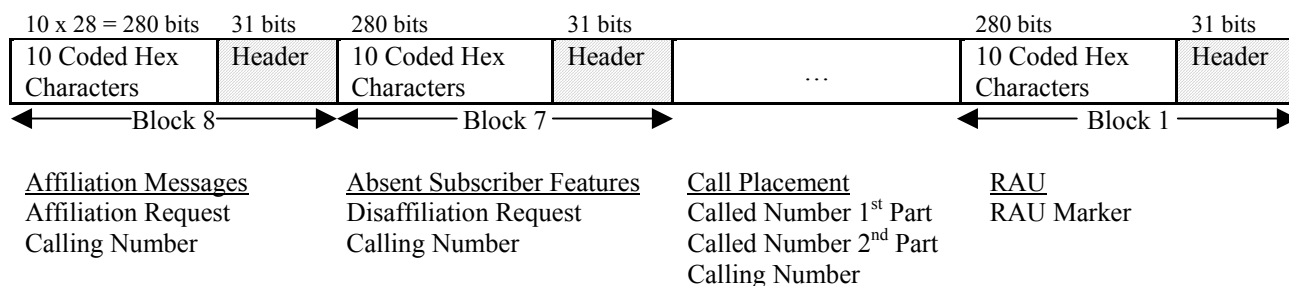 10 x 28 = 280 bits 31 bits 280 bits 31 bits 280 bits 31 bits
10 Coded Hex Characters Header 10 Coded Hex Characters Header … 10 Coded Hex Characters Header
Block 8 Block 7 Block 1
Affiliation Messages
Affiliation Request
Calling Number
Absent Subscriber Features
Disaffiliation Request
Calling Number
Call Placement
Called Number 1st Part
Called Number 2nd Part
Calling Number
RAU
RAU Marker